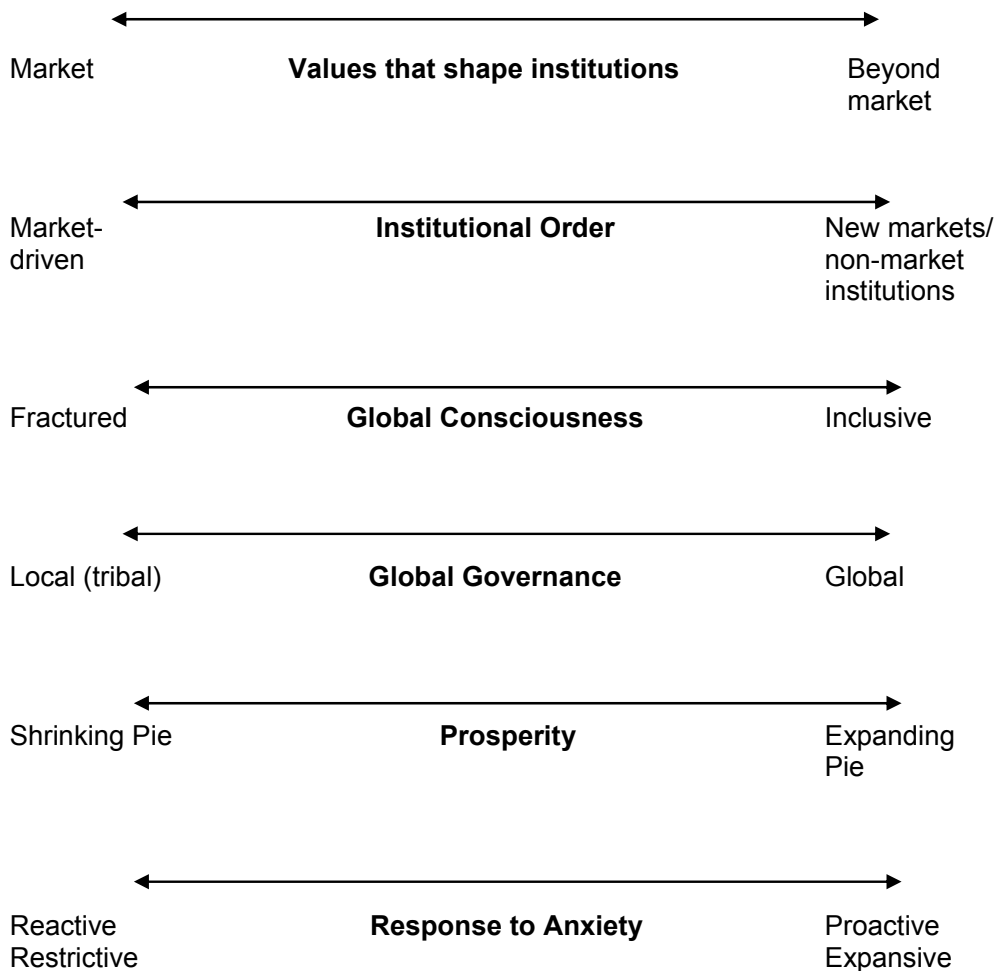 Market Values that shape institutions Beyond
market
Market- Institutional Order New markets/
driven non-market
institutions
Fractured Global Consciousness Inclusive
Local (tribal) Global Governance Global
Shrinking Pie Prosperity Expanding
Pie
Reactive Response to Anxiety Proactive
Restrictive Expansive